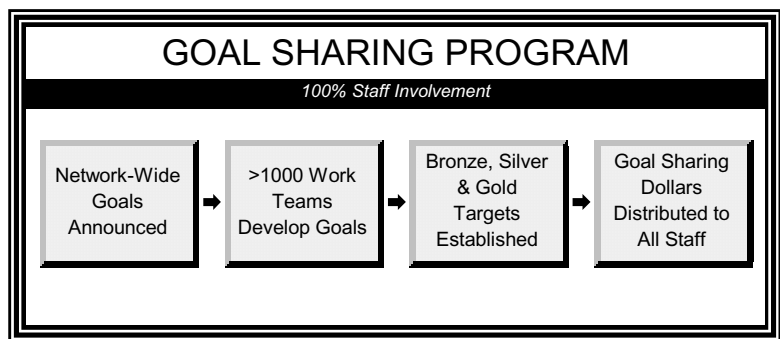 GOAL SHARING PROGRAM
100% Staff Involvement
Network-Wide
Goals
Announced
>1000 Work
Teams
Develop Goals
Bronze, Silver
& Gold
Targets
Established
Goal Sharing
Dollars
Distributed to
All Staff